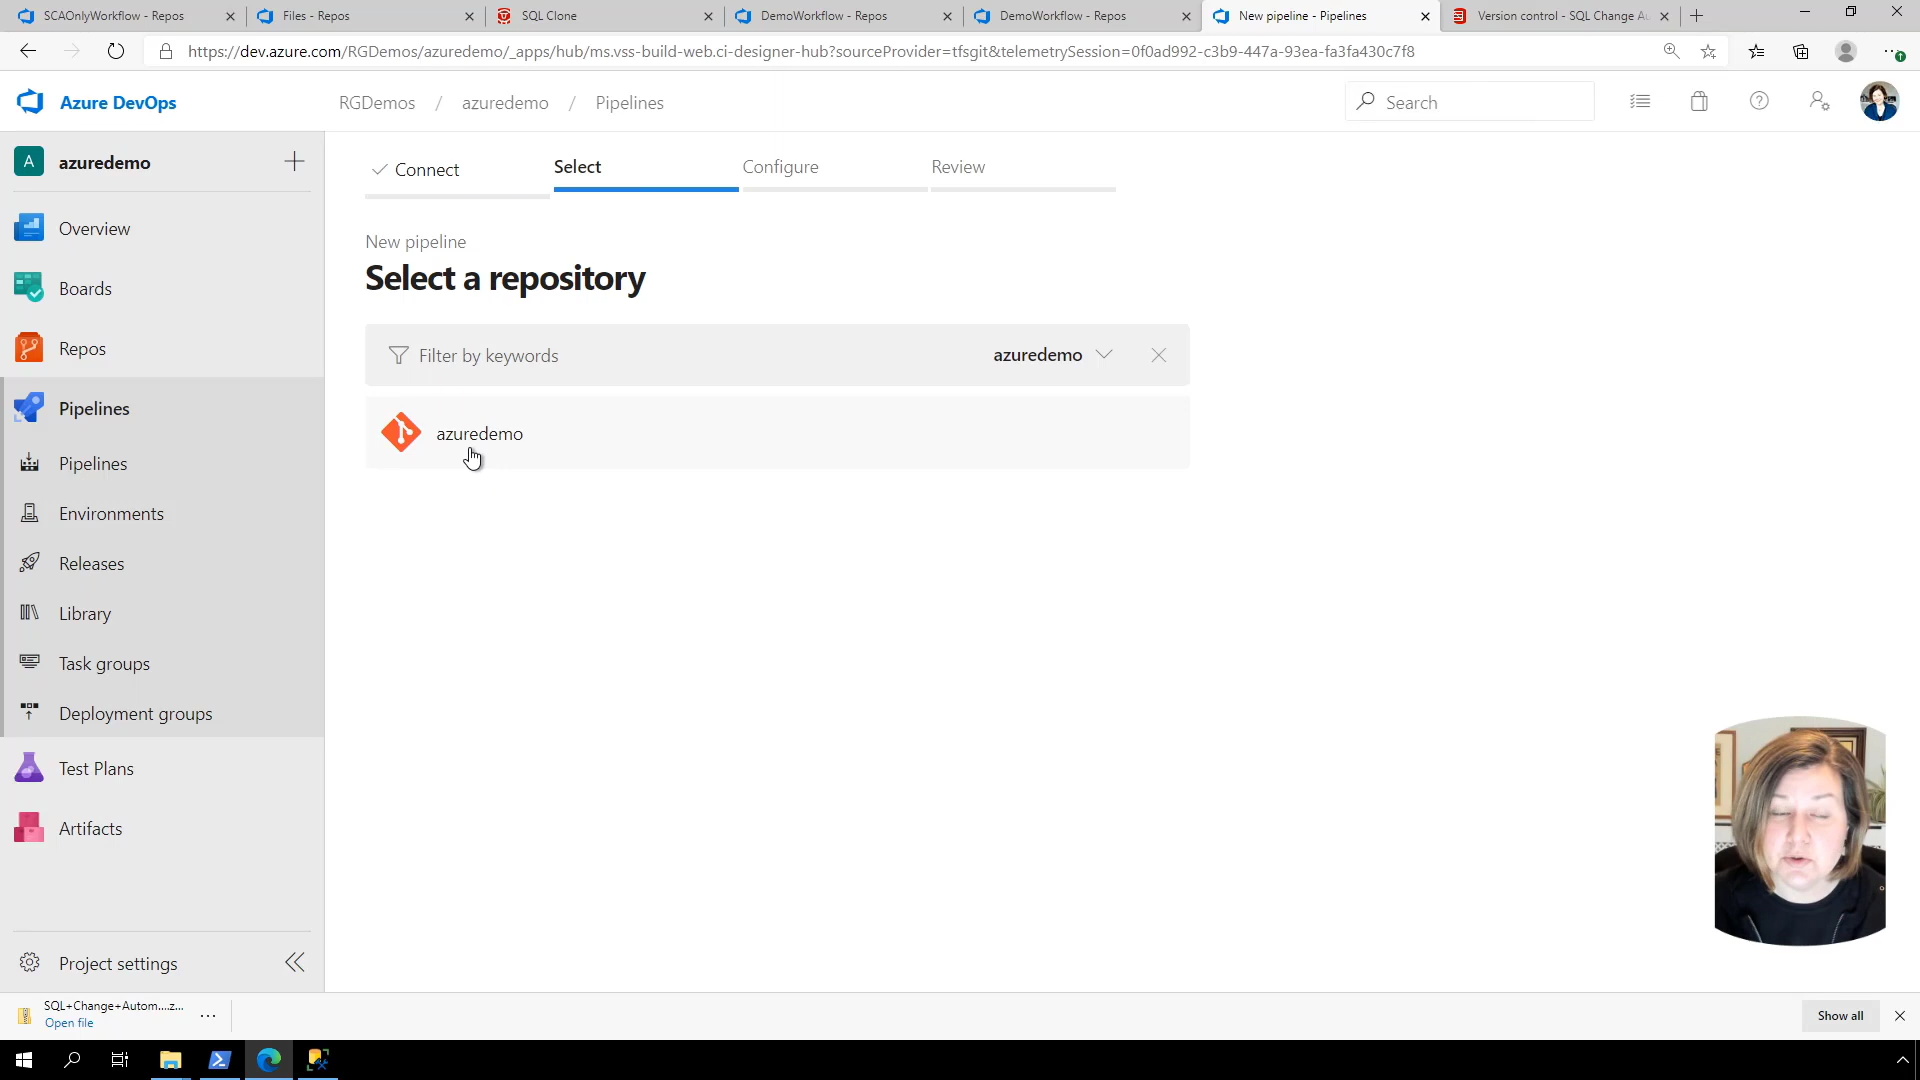 SCAOnlyWorkflow - Repos
Files - Repos
SQL Clone
DemoWorkflow - Repos
DemoWorkflow - Repos
New pipeline - Pipelines
Version control - SQL Change Au
https://dev.azure.com/RGDemos/azuredemo/_apps/hub/ms.vss-build-web.ci-designer-hub?sourceProvider=tfsgit&telemetrySession=0f0ad992-c3b9-447a-93ea-fa3fa430c7f8
Azure DevOps
RGDemos / azuredemo / Pipelines
Search
A azuredemo
Connect
Select
Configure
Review
Overview
Boards
Repos
Pipelines
Pipelines
Environments
Releases
Library
Task groups
Deployment groups
Test Plans
Artifacts
Project settings
New pipeline
Select a repository
Filter by keywords
azuredemo
azuredemo
SQL+Change+Autom....z...
Open file
Show all